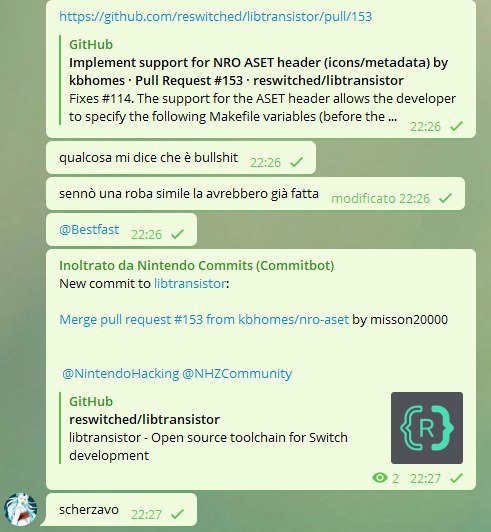 https://github.com/reswitched/libtransistor/pull/153
GitHub
Implement support for NRO ASET header (icons/metadata) by
kbhomes · Pull Request #153 · reswitched/libtransistor
Fixes #114. The support for the ASET header allows the developer
to specify the following Makefile variables (before the ...
22:26
qualcosa mi dice che è bullshit 22:26
sennò una roba simile la avrebbero già fatta modificato 22:26
@Bestfast 22:26
Inoltrato da Nintendo Commits (Commitbot)
New commit to libtransistor:
Merge pull request #153 from kbhomes/nro-aset by misson20000
@NintendoHacking @NHZCommunity
GitHub
reswitched/libtransistor
libtransistor - Open source toolchain for Switch
development
{R}
2 22:27
scherzavo 22:27